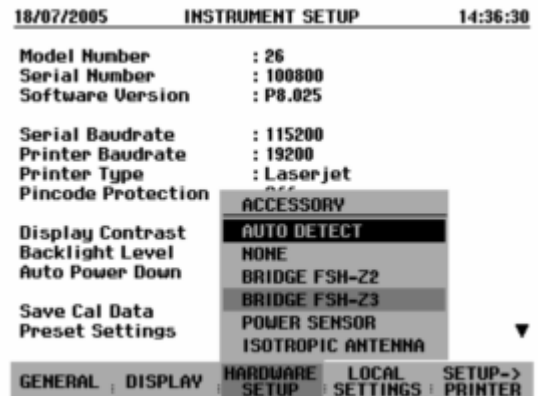 18/07/2005 INSTRUMENT SETUP 14:36:30
Model Number : 26
Serial Number : 100800
Software Version : P8.025
Serial Baudrate : 115200
Printer Baudrate : 19200
Printer Type : Laserjet
Pincode Protection : Off
Display Contrast
Backlight Level
Auto Power Down
Save Cal Data
Preset Settings
ACCESSORY
AUTO DETECT
NONE
BRIDGE FSH-Z2
BRIDGE FSH-Z3
POWER SENSOR
ISOTROPIC ANTENNA
GENERAL DISPLAY HARDWARE SETUP LOCAL SETTINGS SETUP-> PRINTER